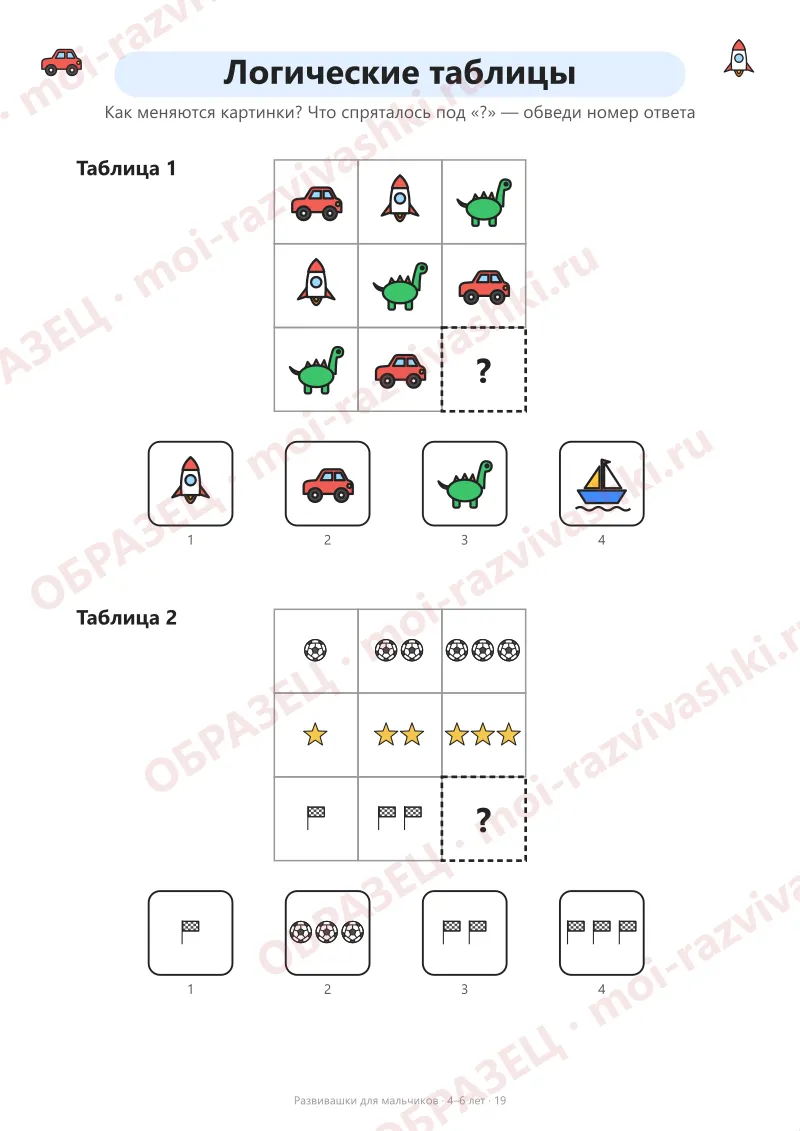 Логические таблицы
Как меняются картинки? Что спряталось под «?» — обведи номер ответа
Таблица 1
?
1 2 3 4
Таблица 2
?
1 2 3 4
Развивашки для мальчиков · 4–6 лет · 19
ОБРАЗЕЦ · moi-razvivashki.ru